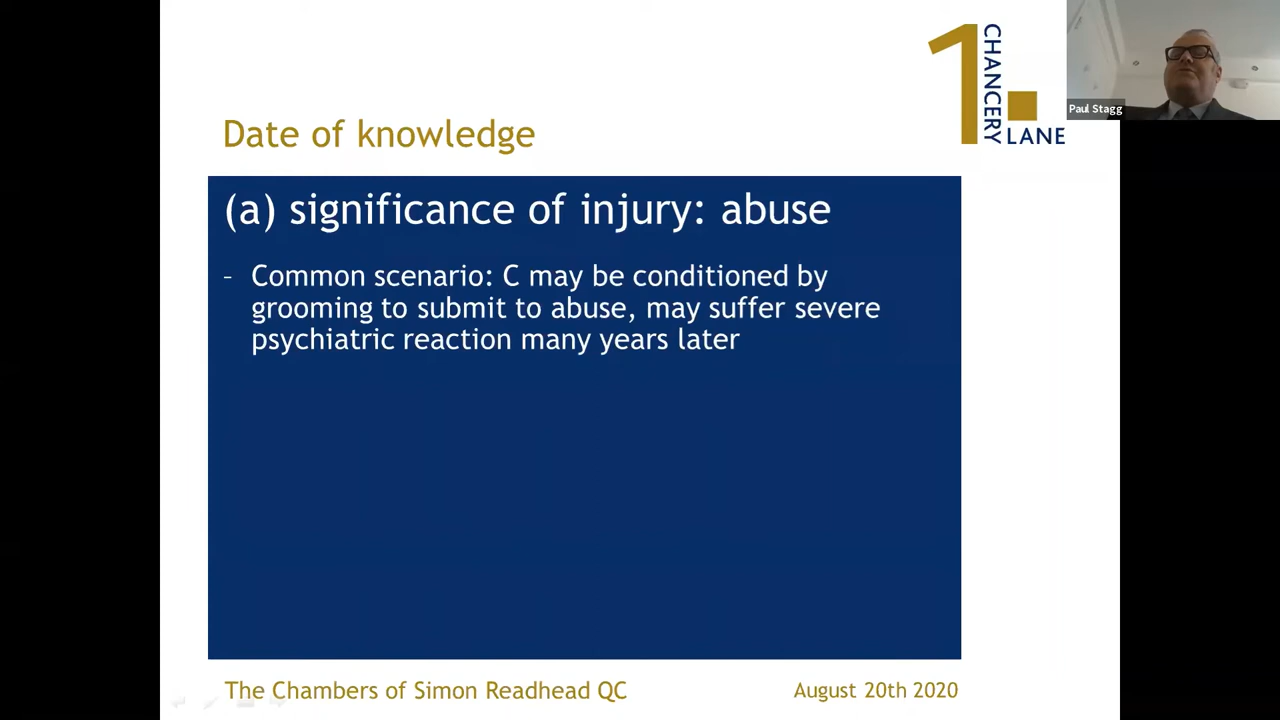 1 CHANCERY LANE
Paul Stagg
Date of knowledge
(a) significance of injury: abuse
– Common scenario: C may be conditioned by
grooming to submit to abuse, may suffer severe
psychiatric reaction many years later
The Chambers of Simon Readhead QC
August 20th 2020